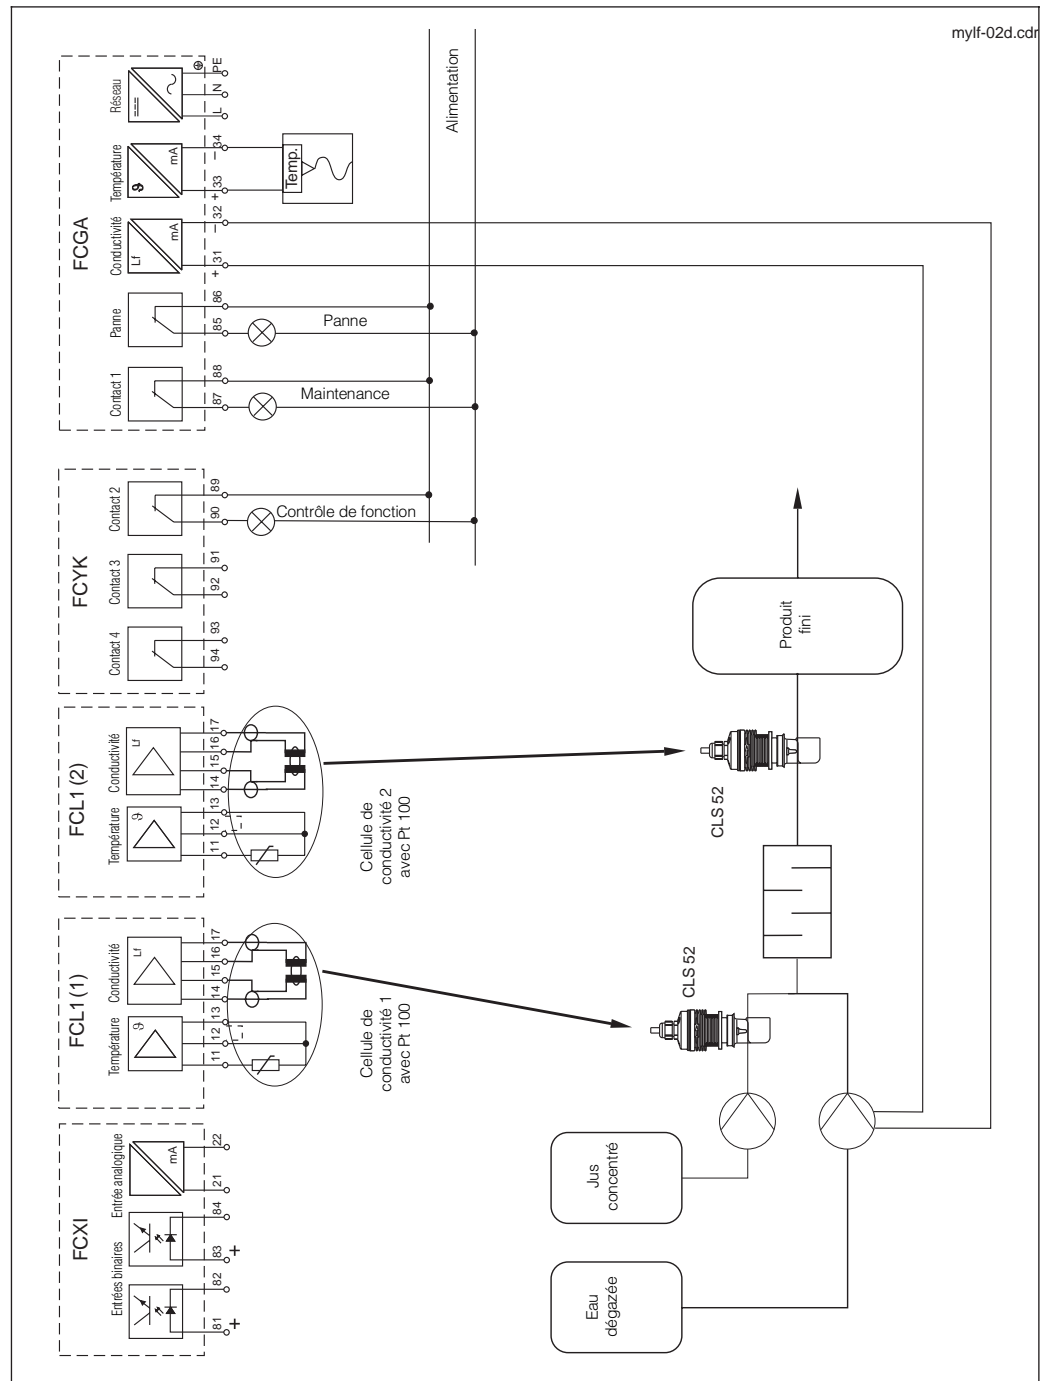 mylf-02d.cdr
FCGA
Réseau
PE
N
L
Température
ϑ
mA
34
–
33
+
Temp.
Conductivité
Lf
mA
32
–
31
+
Panne
86
85
Panne
Contact 1
88
87
Maintenance
Alimentation
FCYK
Contact 2
89
90
Contrôle de fonction
Contact 3
91
92
Contact 4
93
94
FCL1 (2)
Conductivité
Lf
17
16
15
14
Température
ϑ
13
12
11
Cellule de
conductivité 2
avec Pt 100
FCL1 (1)
Conductivité
Lf
17
16
15
14
Température
ϑ
13
12
11
Cellule de
conductivité 1
avec Pt 100
FCXI
Entrée analogique
mA
22
21
Entrées binaires
84
83
+
82
81
+
Produit
fini
CLS 52
CLS 52
Jus
concentré
Eau
dégazée